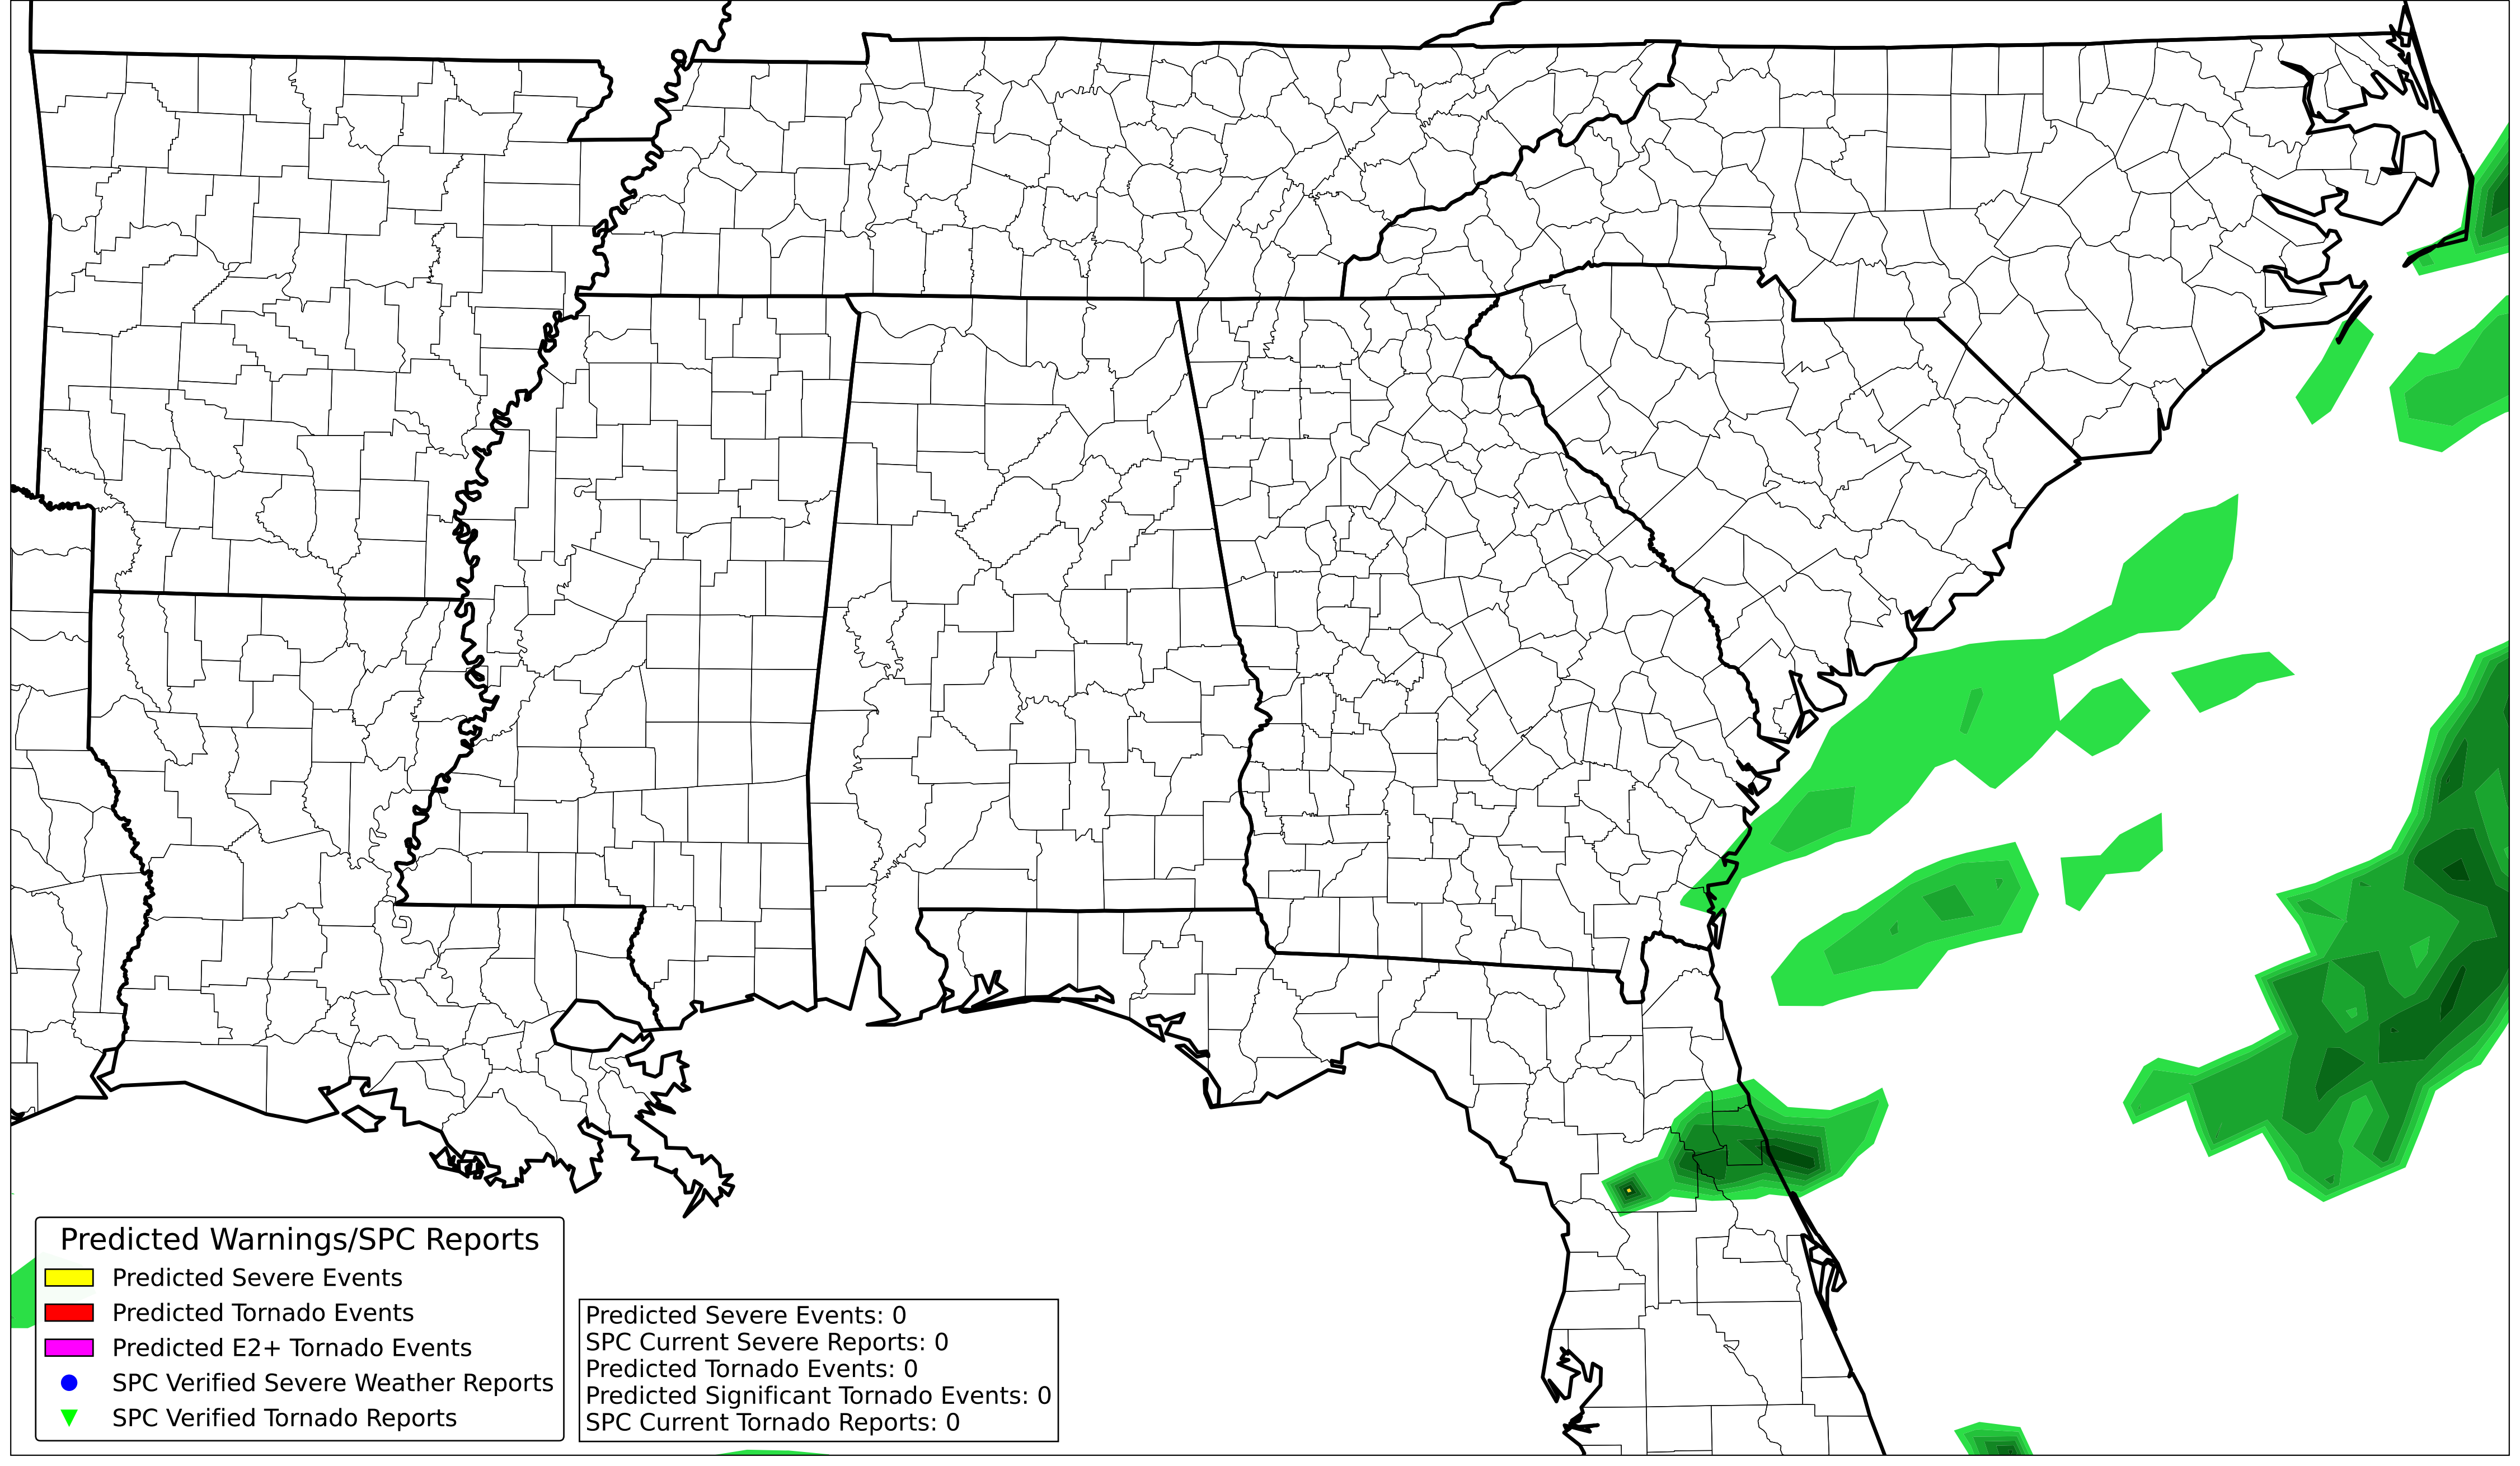 Predicted Warnings/SPC Reports
Predicted Severe Events
Predicted Tornado Events
Predicted E2+ Tornado Events
SPC Verified Severe Weather Reports
SPC Verified Tornado Reports
Predicted Severe Events: 0
SPC Current Severe Reports: 0
Predicted Tornado Events: 0
Predicted Significant Tornado Events: 0
SPC Current Tornado Reports: 0